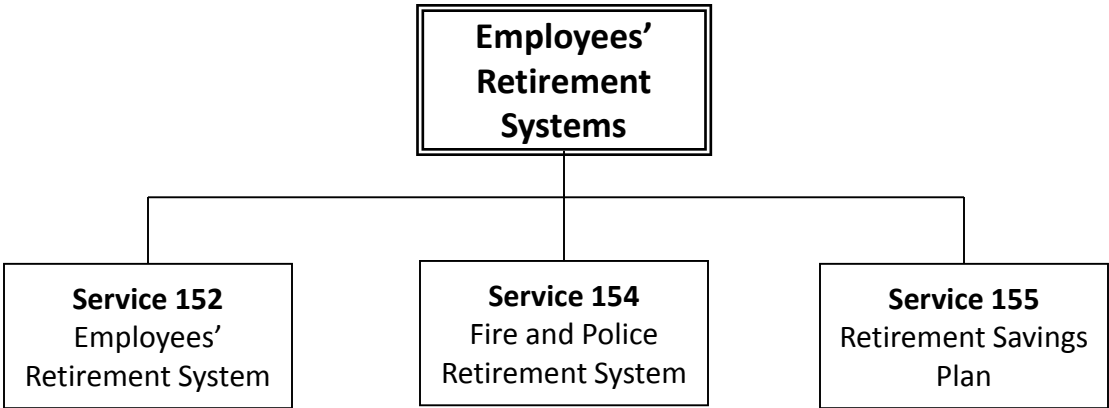 Employees’
Retirement
Systems
Service 152
Employees’
Retirement System
Service 154
Fire and Police
Retirement System
Service 155
Retirement Savings
Plan